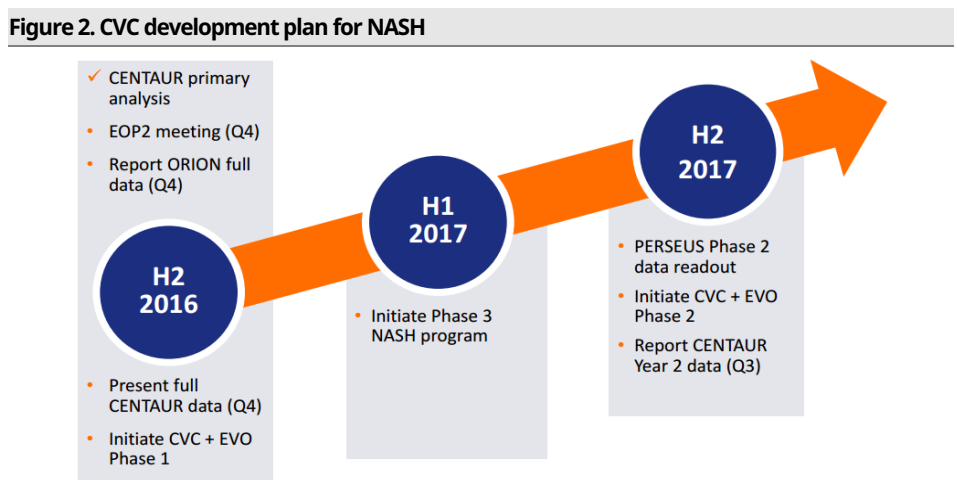 Figure 2. CVC development plan for NASH
✓ CENTAUR primary
analysis
• EOP2 meeting (Q4)
• Report ORION full
data (Q4)
H2
2016
• Present full
CENTAUR data (Q4)
• Initiate CVC + EVO
Phase 1
H1
2017
• Initiate Phase 3
NASH program
H2
2017
• PERSEUS Phase 2
data readout
• Initiate CVC + EVO
Phase 2
• Report CENTAUR
Year 2 data (Q3)